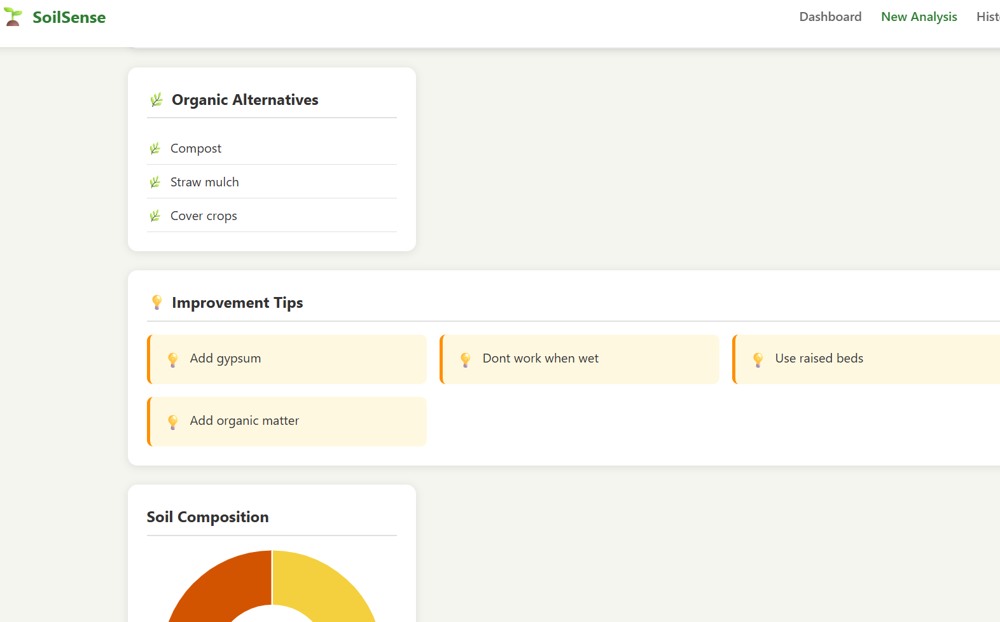 SoilSense
Dashboard New Analysis Hist
Organic Alternatives
Compost
Straw mulch
Cover crops
Improvement Tips
Add gypsum
Dont work when wet
Use raised beds
Add organic matter
Soil Composition